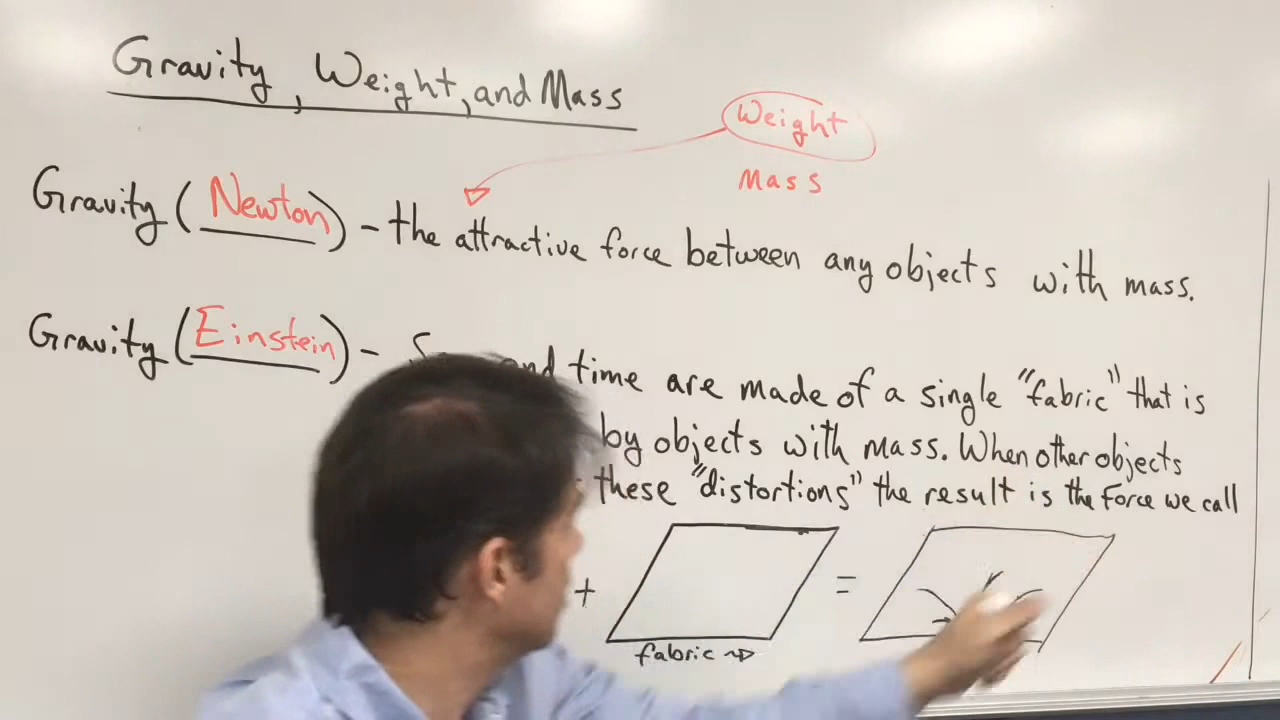 Gravity, Weight, and Mass
Weight
Mass
Gravity (Newton) - the attractive force between any objects with mass.
Gravity (Einstein) - time are made of a single "fabric" that is
by objects with mass. When other objects
these "distortions" the result is the force we call
+ =
fabric